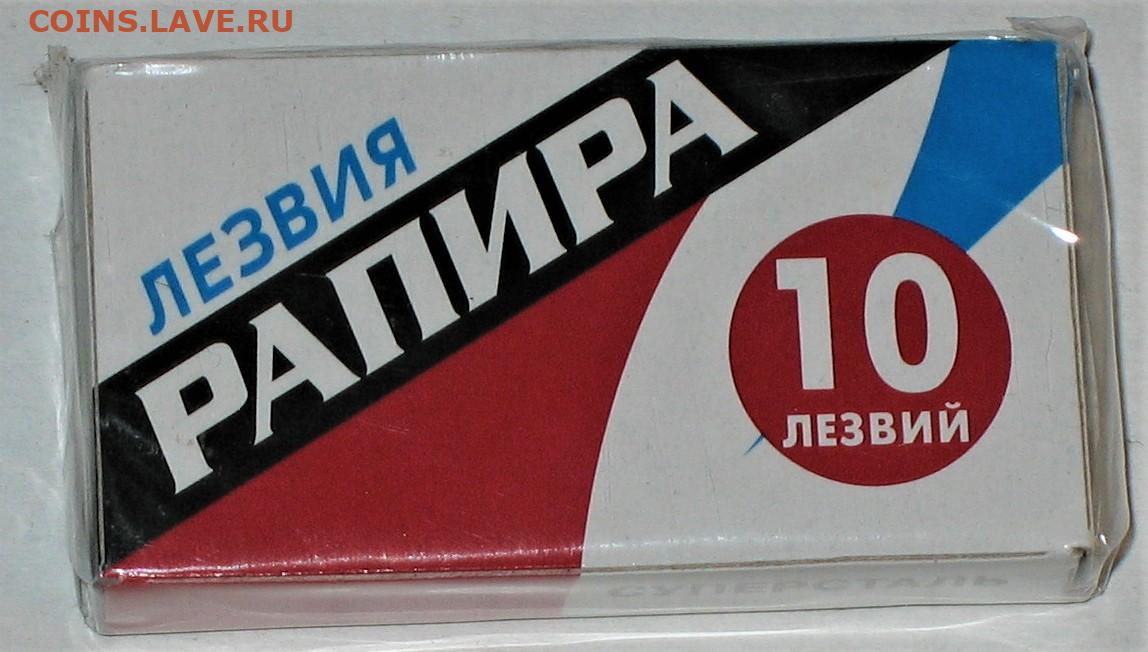 COINS.LAVE.RU
ЛЕЗВИЯ
РАПИРА
10
ЛЕЗВИЙ
СУПЕРСТАЛЬ